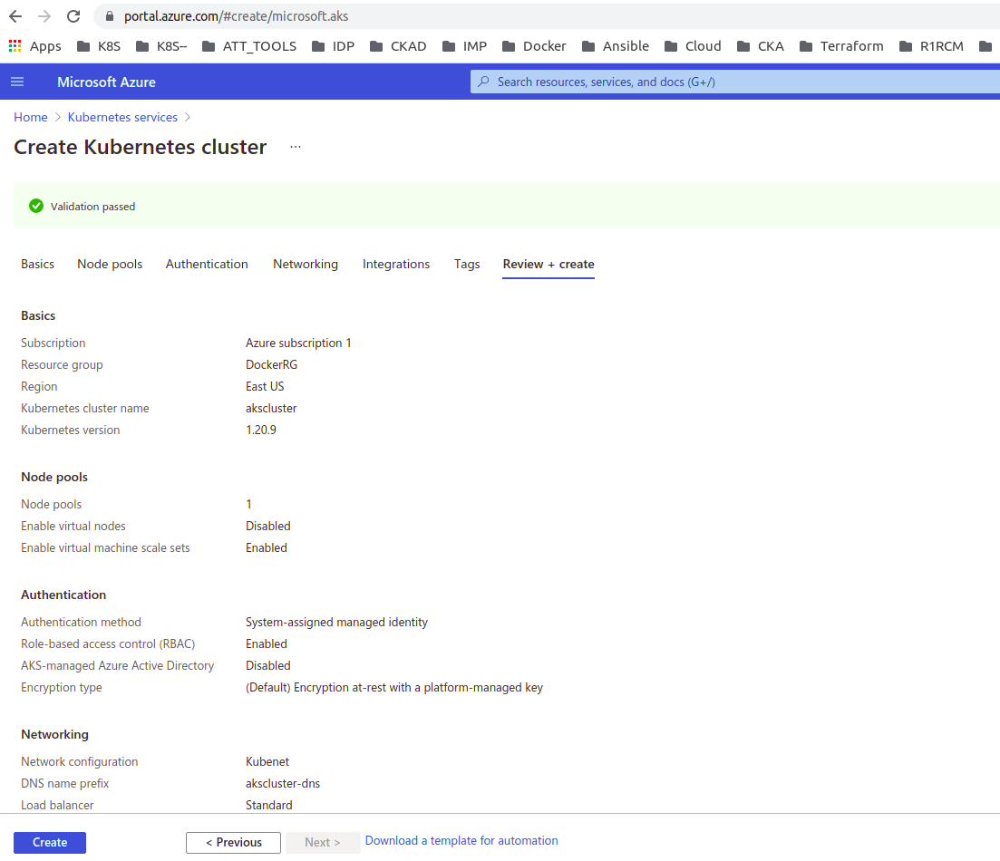 portal.azure.com/#create/microsoft.aks
Apps K8S K8S-- ATT_TOOLS IDP CKAD IMP Docker Ansible Cloud CKA Terraform R1RCM
Microsoft Azure Search resources, services, and docs (G+/)
Home > Kubernetes services >
Create Kubernetes cluster ...
Validation passed
Basics Node pools Authentication Networking Integrations Tags Review + create
Basics
Subscription Azure subscription 1
Resource group DockerRG
Region East US
Kubernetes cluster name akscluster
Kubernetes version 1.20.9
Node pools
Node pools 1
Enable virtual nodes Disabled
Enable virtual machine scale sets Enabled
Authentication
Authentication method System-assigned managed identity
Role-based access control (RBAC) Enabled
AKS-managed Azure Active Directory Disabled
Encryption type (Default) Encryption at-rest with a platform-managed key
Networking
Network configuration Kubenet
DNS name prefix akscluster-dns
Load balancer Standard
Create < Previous Next > Download a template for automation